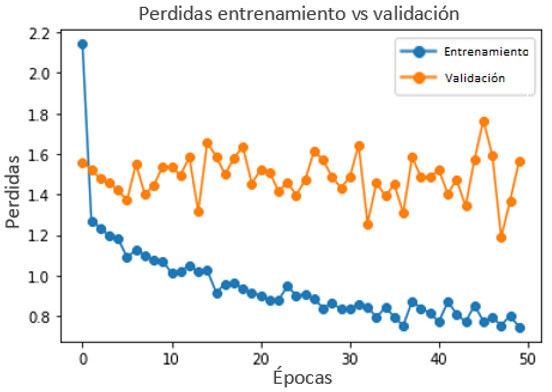 Perdidas entrenamiento vs validación
2.2
2.0
1.8
1.6
1.4
1.2
1.0
0.8
Perdidas
Entrenamiento
Validación
0 10 20 30 40 50
Épocas